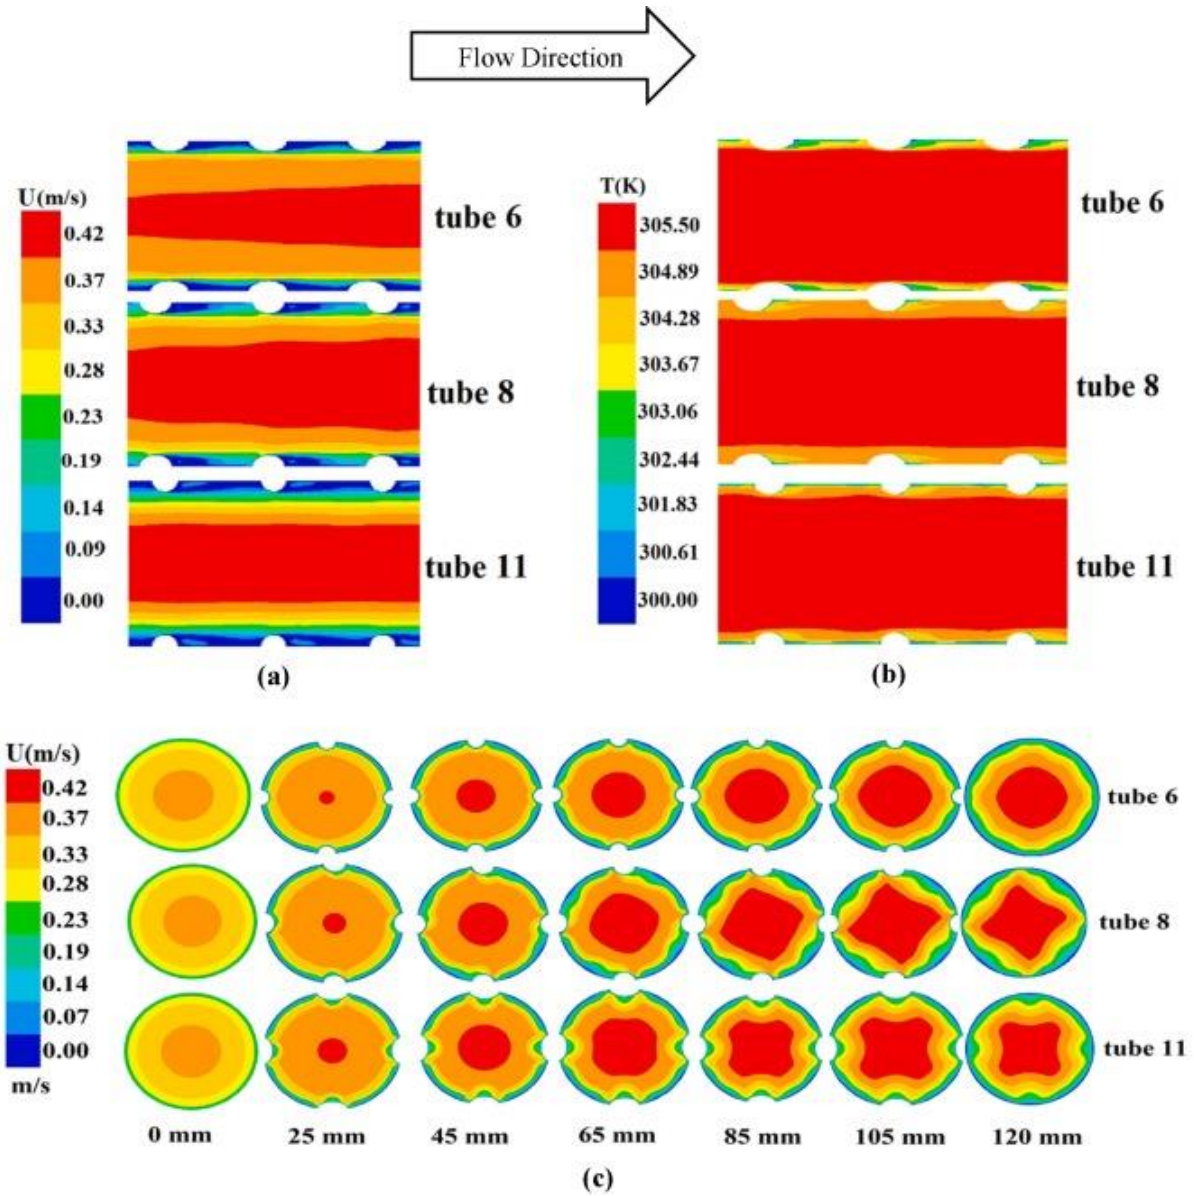 Flow Direction
U(m/s)
0.42
0.37
0.33
0.28
0.23
0.19
0.14
0.09
0.00
tube 6
tube 8
tube 11
(a)
T(K)
305.50
304.89
304.28
303.67
303.06
302.44
301.83
300.61
300.00
tube 6
tube 8
tube 11
(b)
U(m/s)
0.42
0.37
0.33
0.28
0.23
0.19
0.14
0.07
0.00
m/s
tube 6
tube 8
tube 11
0 mm 25 mm 45 mm 65 mm 85 mm 105 mm 120 mm
(c)